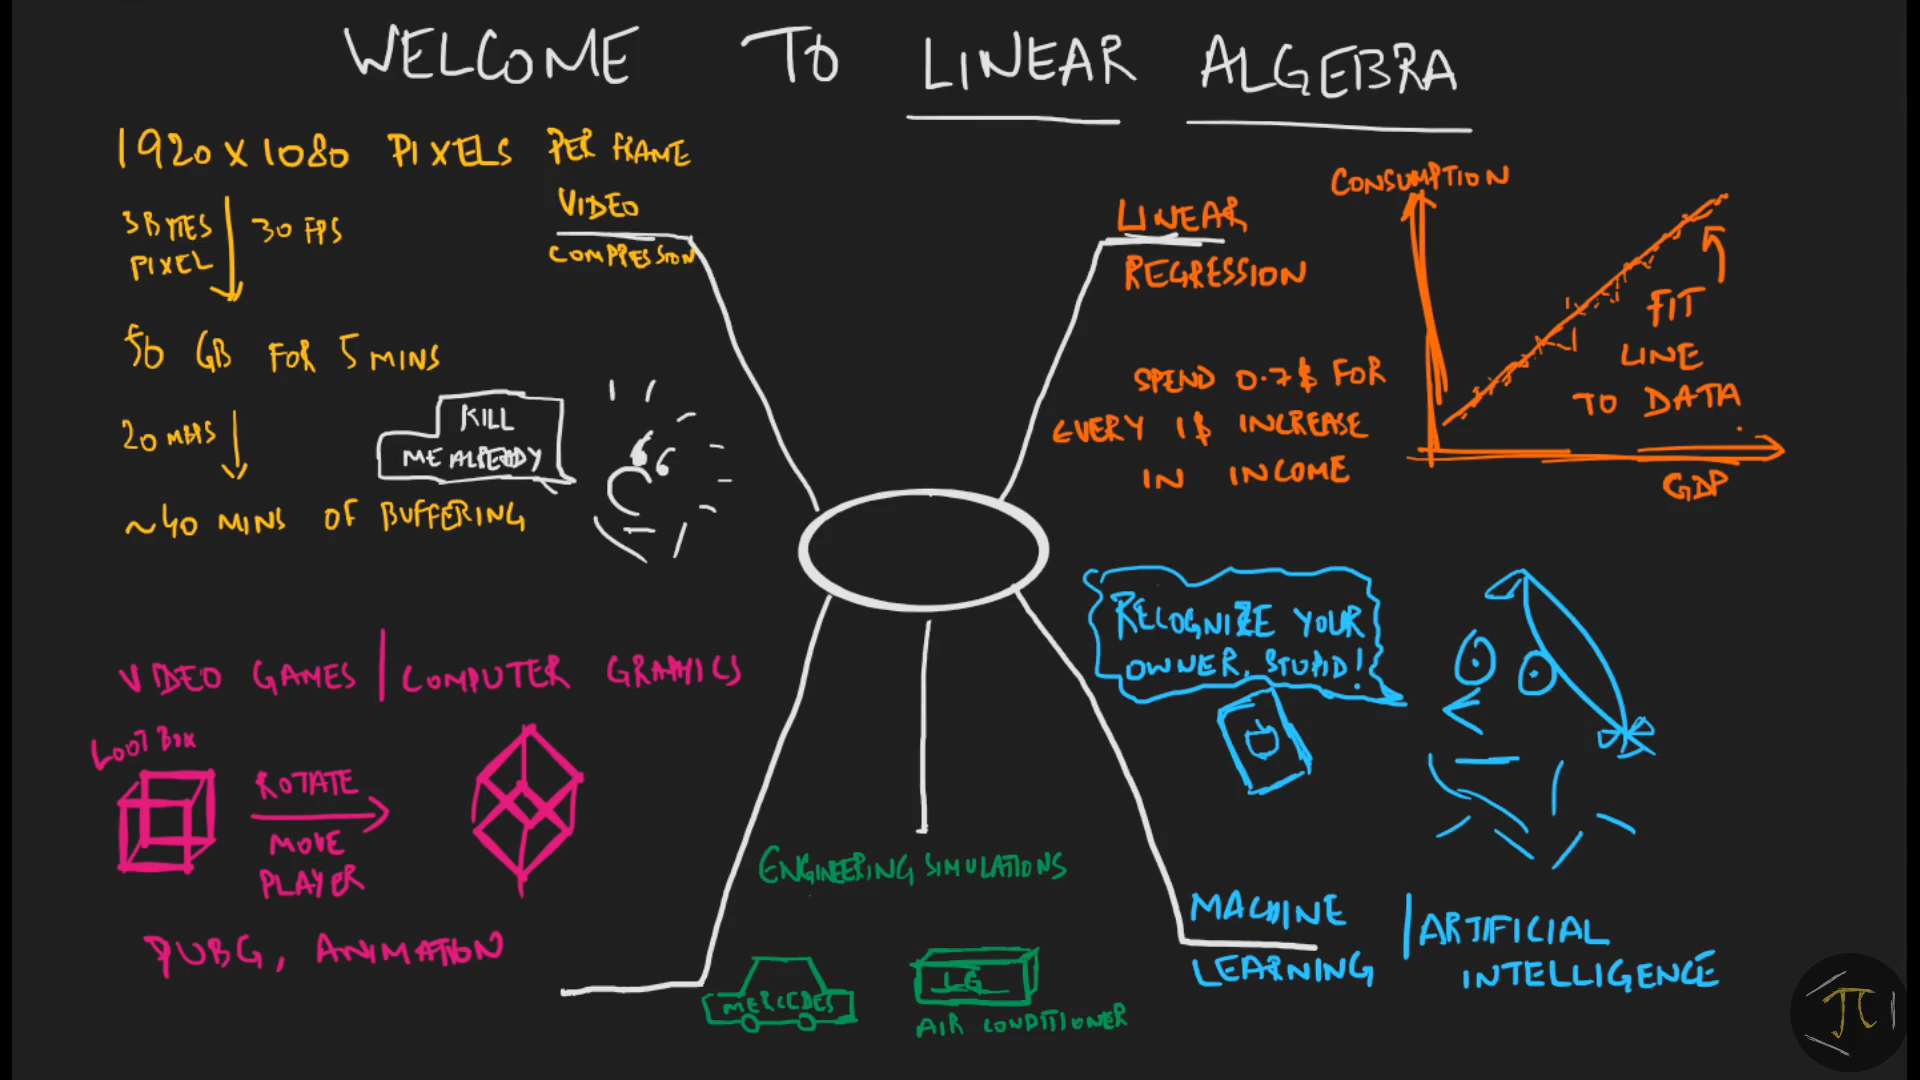 WELCOME TO LINEAR ALGEBRA
1920 X 1080 PIXELS PER FRAME
3 BYTES
PIXEL
30 FPS
VIDEO
COMPRESSION
50 GB FOR 5 MINS
20 MBPS
KILL
ME ALREADY
~40 MINS OF BUFFERING
LINEAR
REGRESSION
CONSUMPTION
FIT
LINE
TO DATA
GDP
SPEND 0.7$ FOR
EVERY 1$ INCREASE
IN INCOME
VIDEO GAMES | COMPUTER GRAPHICS
LOOT BOX
ROTATE
MOVE
PLAYER
PUBG, ANIMATION
ENGINEERING SIMULATIONS
MERCEDES
LG
AIR CONDITIONER
RECOGNIZE YOUR
OWNER, STUPID!
MACHINE
LEARNING
| ARTIFICIAL
INTELLIGENCE